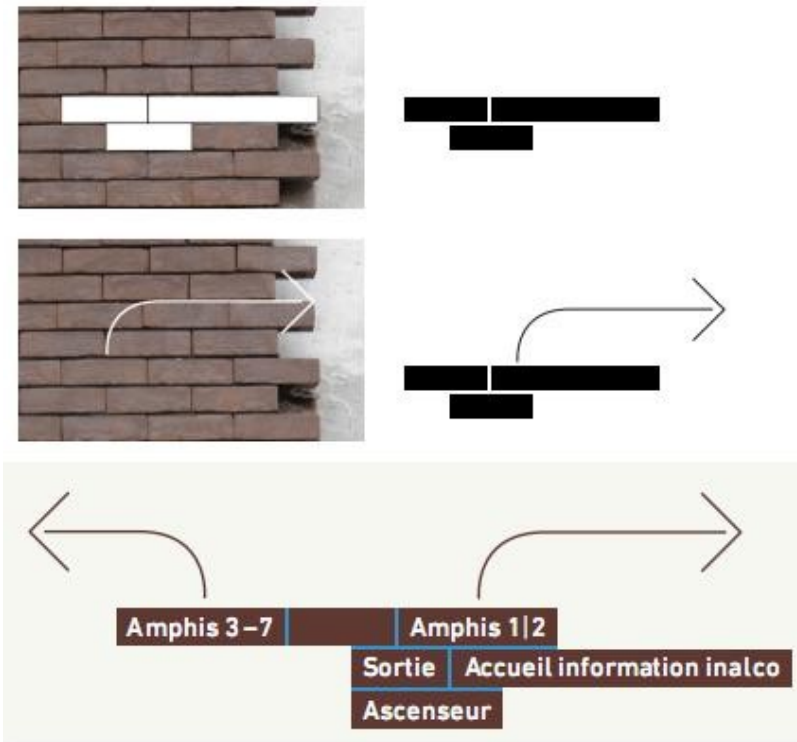 Amphis 3–7 Amphis 1|2
Sortie Accueil information inalco
Ascenseur